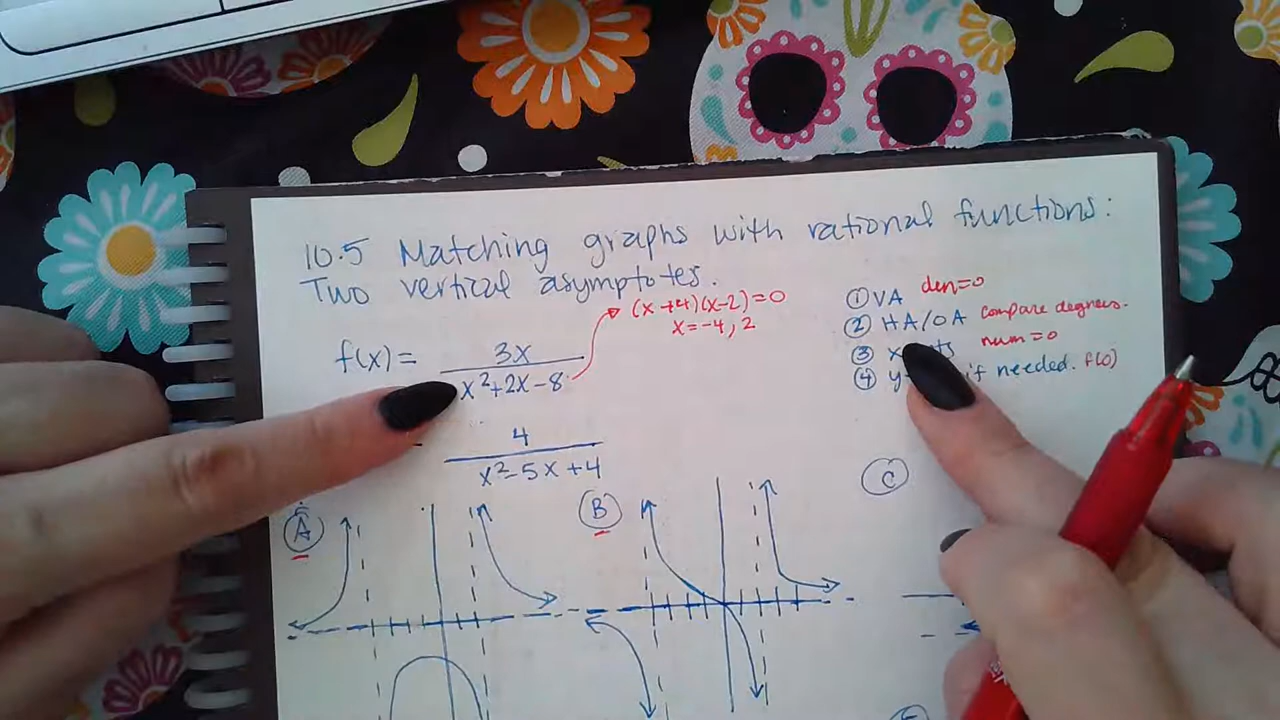 10.5 Matching graphs with rational functions:
Two vertical asymptotes.
(x+4)(x-2)=0
x=-4, 2
① VA den=0
② HA/OA compare degrees.
③ num=0
④ if needed. f(0)
f(x)= 3x
x²+2x-8
4
x²-5x+4
A
B
C